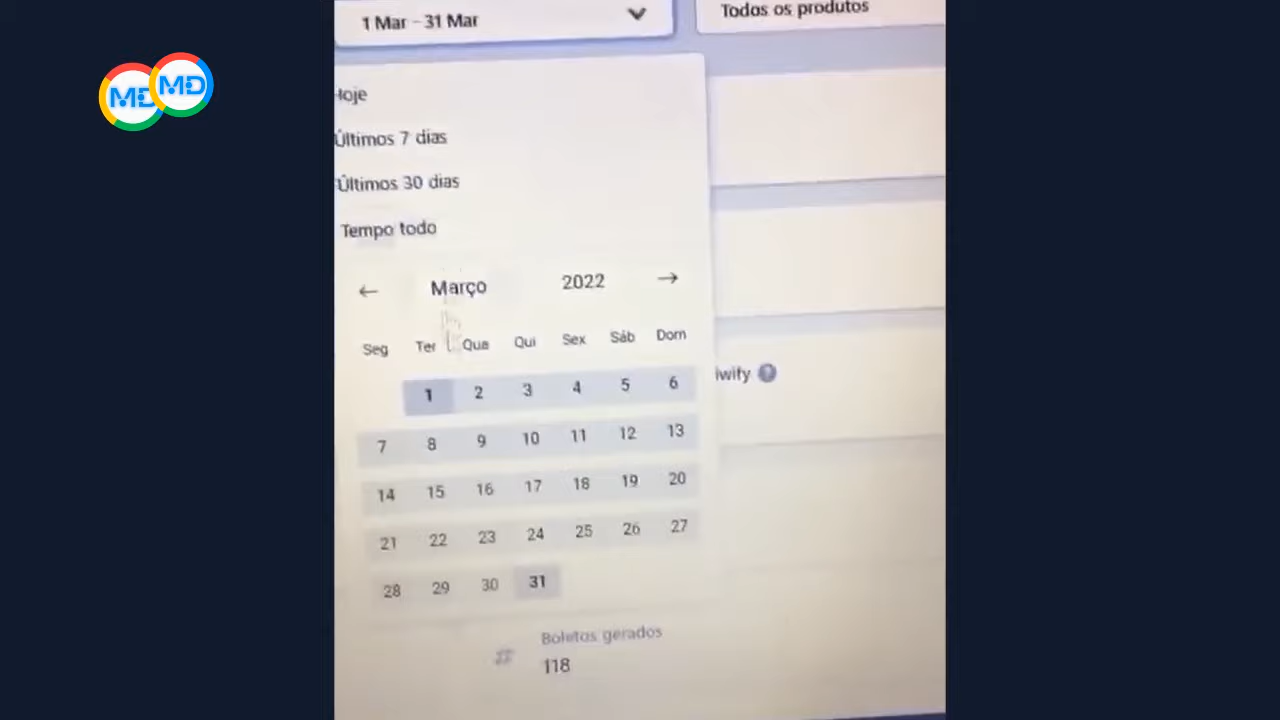 1 Mar - 31 Mar
Todos os produtos
MD MD
Hoje
Últimos 7 dias
Últimos 30 dias
Tempo todo
← Março 2022 →
Seg Ter Qua Qui Sex Sáb Dom
1 2 3 4 5 6
7 8 9 10 11 12 13
14 15 16 17 18 19 20
21 22 23 24 25 26 27
28 29 30 31
iwify ?
Boletos gerados
# 118